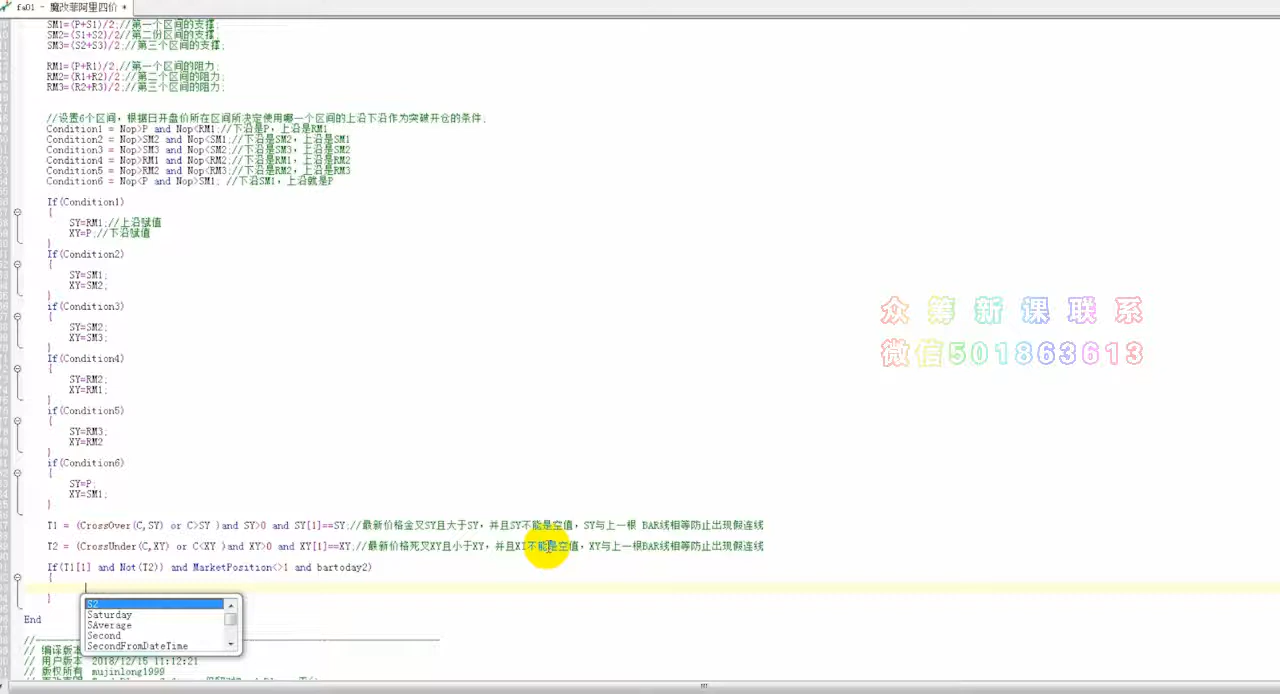 fa01 - 魔改菲阿里四价 *
SM1=(P+S1)/2;//第一个区间的支撑;
SM2=(S1+S2)/2//第二份区间的支撑;
SM3=(S2+S3)/2;//第三个区间的支撑;
RM1=(P+R1)/2;//第一个区间的阻力;
RM2=(R1+R2)/2;//第二个区间的阻力;
RM3=(R2+R3)/2;//第三个区间的阻力;
//设置6个区间，根据日开盘价所在区间所决定使用哪一个区间的上沿下沿作为突破开仓的条件.
Condition1 = Nop>P and Nop<RM1;//下沿是P，上沿是RM1
Condition2 = Nop>SM2 and Nop<SM1;//下沿是SM2，上沿是SM1
Condition3 = Nop>SM3 and Nop<SM2;//下沿是SM3，上沿是SM2
Condition4 = Nop>RM1 and Nop<RM2;//下沿是RM1，上沿是RM2
Condition5 = Nop>RM2 and Nop<RM3;//下沿是RM2，上沿是RM3
Condition6 = Nop<P and Nop>SM1; //下沿SM1，上沿就是P
If(Condition1)
{
SY=RM1;//上沿赋值
XY=P;//下沿赋值
}
If(Condition2)
{
SY=SM1;
XY=SM2;
}
if(Condition3)
{
SY=SM2;
XY=SM3;
}
If(Condition4)
{
SY=RM2;
XY=RM1;
}
if(Condition5)
{
SY=RM3;
XY=RM2
}
if(Condition6)
{
SY=P;
XY=SM1;
}
T1 = (CrossOver(C,SY) or C>SY )and SY>0 and SY[1]==SY;//最新价格金叉SY且大于SY，并且SY不能是空值，SY与上一根 BAR线相等防止出现假连线
T2 = (CrossUnder(C,XY) or C<XY )and XY>0 and XY[1]==XY;//最新价格死叉XY且小于XY，并且XY不能是空值，XY与上一根BAR线相等防止出现假连线
If(T1[1] and Not(T2)) and MarketPosition<>1 and bartoday2)
{
}
S2
Saturday
SAverage
Second
SecondFromDateTime
End
//
// 编译版本
// 用户版本 2018/12/15 11:12:21
// 版权所有 mujinlong1999
众筹新课联系
微信501863613